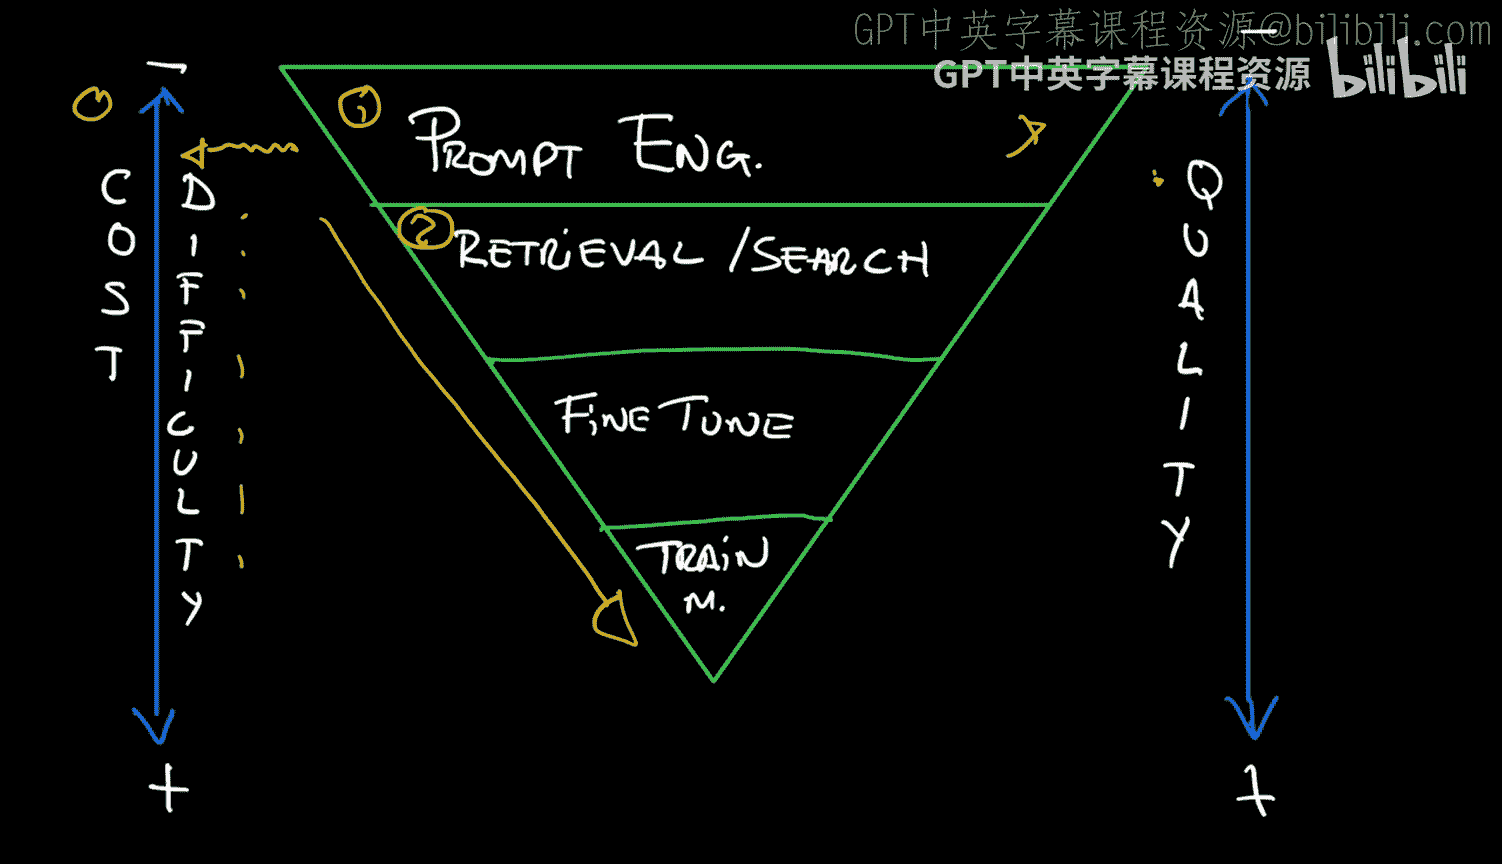 GPT中英字幕课程资源@bilibili.com
GPT中英字幕课程资源 bilibili
−
−
①
PROMPT ENG.
②
RETRIEVAL/SEARCH
FINE TUNE
TRAIN
M.
COST
DIFFICULTY
QUALITY
+
+